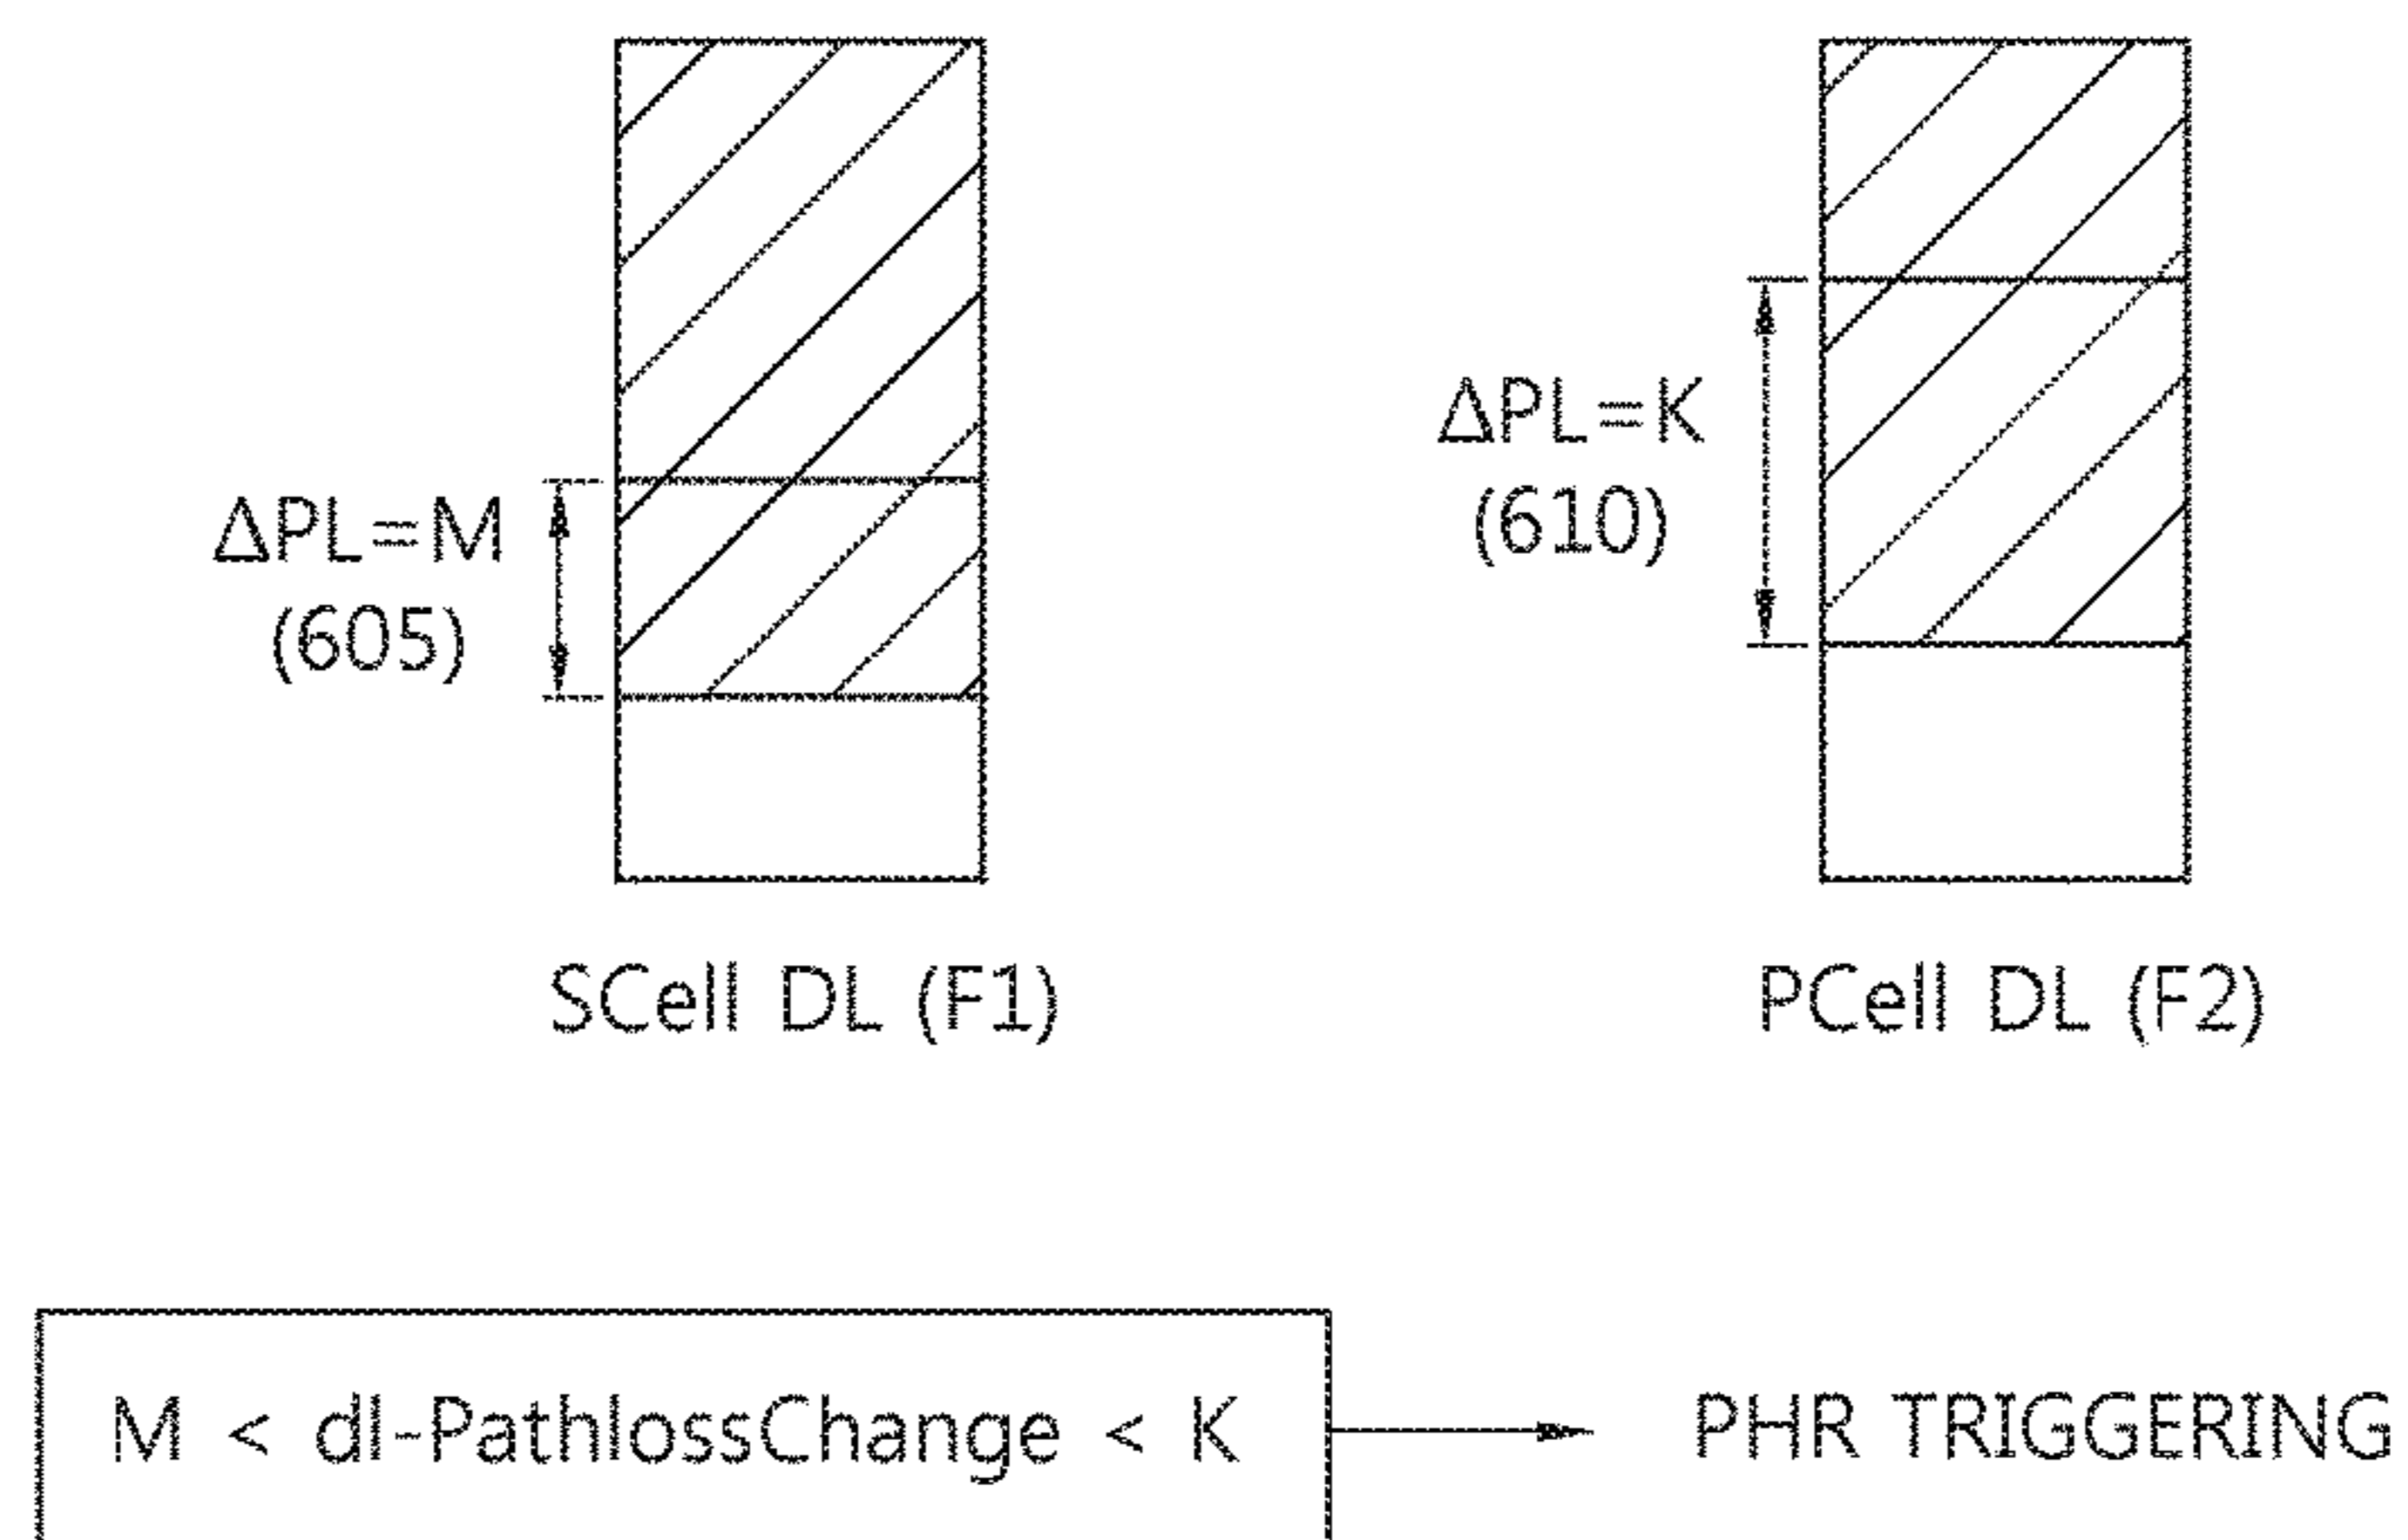 ΔPL=M
(605)
ΔPL=K
(610)
SCell DL (F1)
PCell DL (F2)
M < dl-PathlossChange < K
PHR TRIGGERING